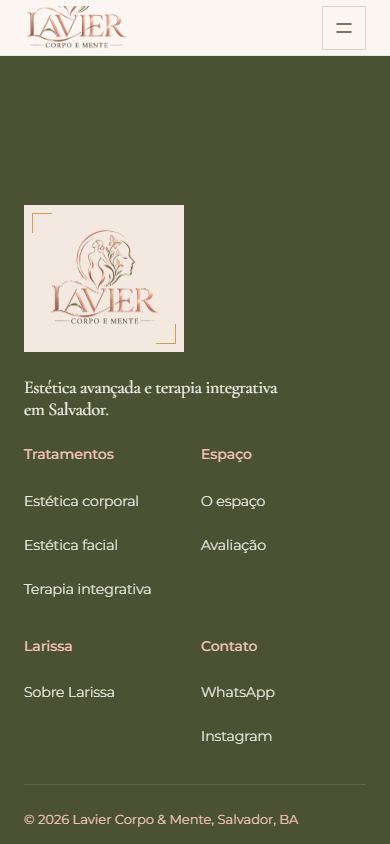 LAVIER
CORPO E MENTE
LAVIER
CORPO E MENTE
Estética avançada e terapia integrativa
em Salvador.
Tratamentos
Estética corporal
Estética facial
Terapia integrativa
Espaço
O espaço
Avaliação
Larissa
Sobre Larissa
Contato
WhatsApp
Instagram
© 2026 Lavier Corpo & Mente, Salvador, BA